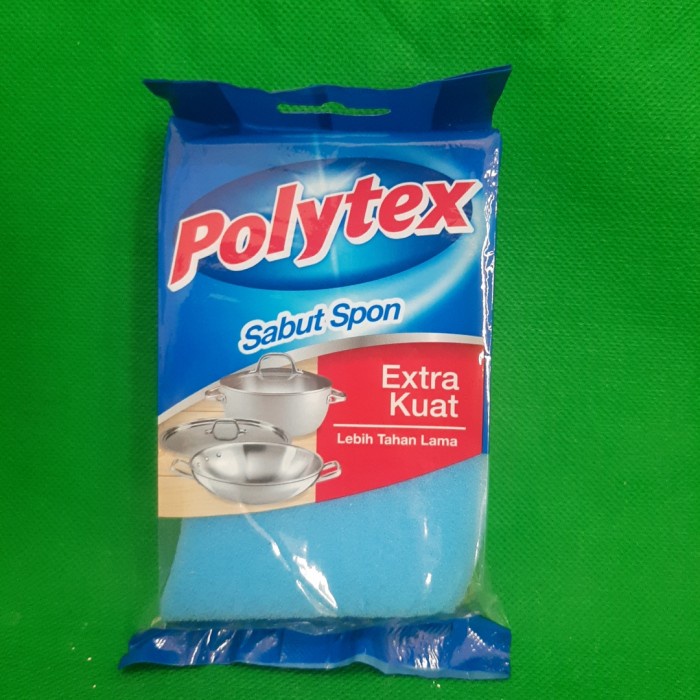 Polytex
Sabut Spon
Extra
Kuat
Lebih Tahan Lama